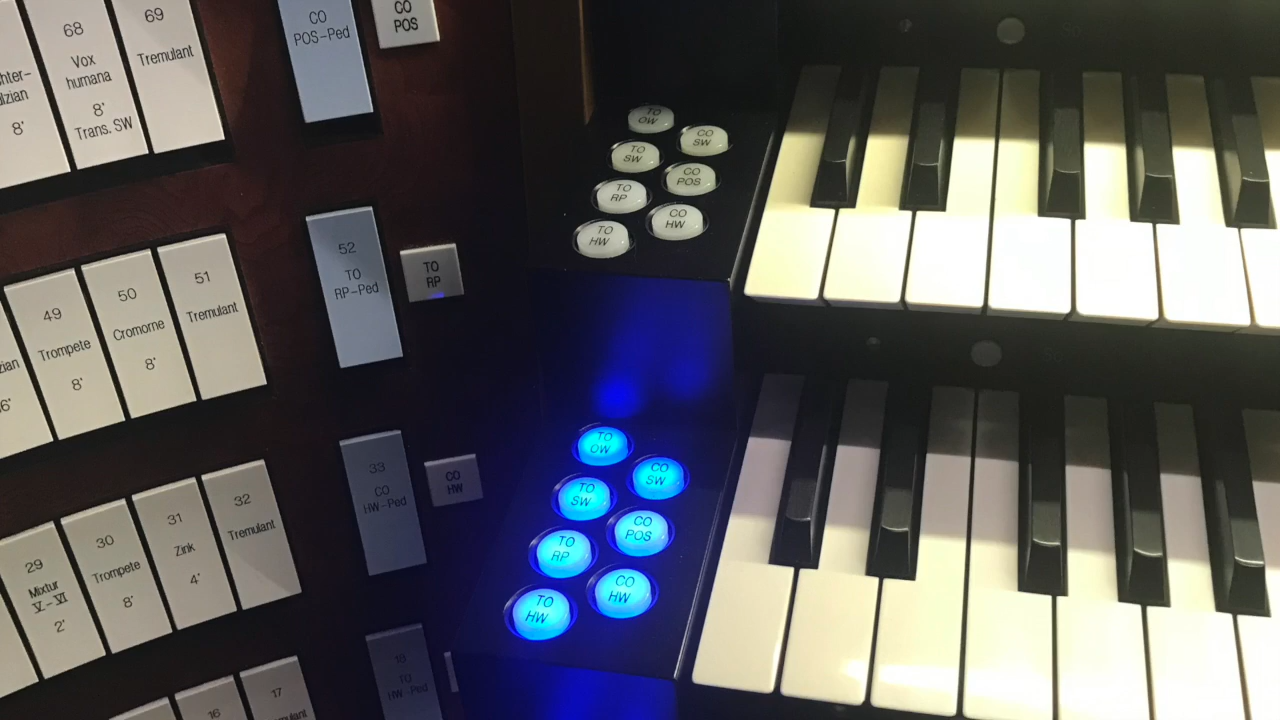 68
Vox
humana
8'
Trans. SW
69
Tremulant
8'
CO
POS-Ped
CO
POS
49
Trompete
8'
50
Cromorne
8'
51
Tremulant
52
TO
RP-Ped
TO
RP
29
Mixtur
V-VI
2'
30
Trompete
8'
31
Zink
4'
32
Tremulant
33
CO
HW-Ped
CO
HW
16
17
18
TO
HW-Ped
TO
OW
CO
SW
TO
SW
CO
POS
TO
RP
CO
HW
TO
HW
TO
OW
CO
SW
TO
SW
CO
POS
TO
RP
CO
HW
TO
HW